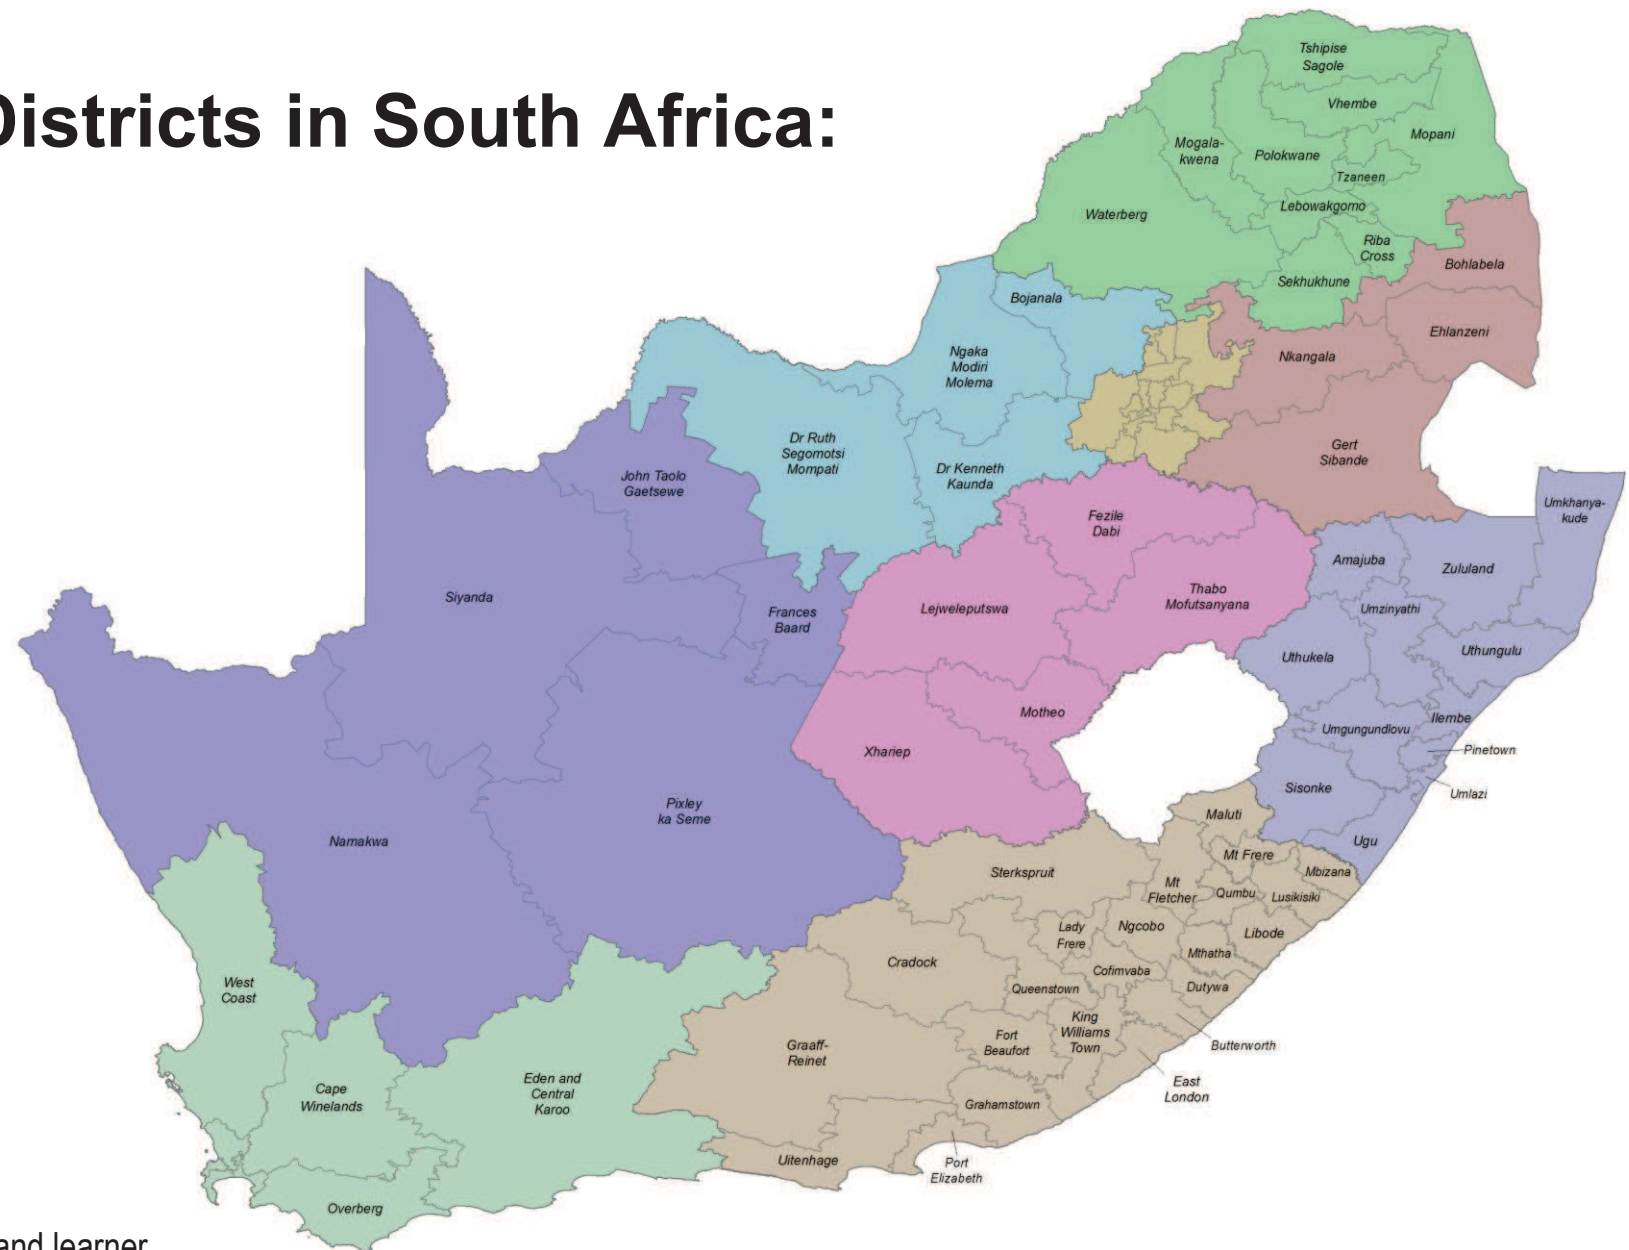 Districts in South Africa:
Tshipise
Sagole
Vhembe
Mopani
Mogala-
kwena
Polokwane
Tzaneen
Waterberg
Lebowakgomo
Riba
Cross
Sekhukhune
Bohlabela
Bojanala
Ehlanzeni
Ngaka
Modiri
Molema
Nkangala
Dr Ruth
Segomotsi
Mompati
Dr Kenneth
Kaunda
Gert
Sibande
John Taolo
Gaetsewe
Umkhanya-
kude
Fezile
Dabi
Amajuba
Zululand
Siyanda
Frances
Baard
Lejweleputswa
Thabo
Mofutsanyana
Umzinyathi
Uthukela
Uthungulu
Motheo
Xhariep
Umgungundlovu
Ilembe
Pinetown
Sisonke
Umlazi
Pixley
ka Seme
Namakwa
Maluti
Ugu
Sterkspruit
Mt Frere
Mbizana
Mt
Fletcher
Qumbu
Lusikisiki
Lady
Frere
Ngcobo
Libode
Mthatha
Cradock
Cofimvaba
Queenstown
Dutywa
West
Coast
King
Williams
Town
Fort
Beaufort
Butterworth
Graaff-
Reinet
East
London
Cape
Winelands
Eden and
Central
Karoo
Grahamstown
Uitenhage
Port
Elizabeth
Overberg
and learner